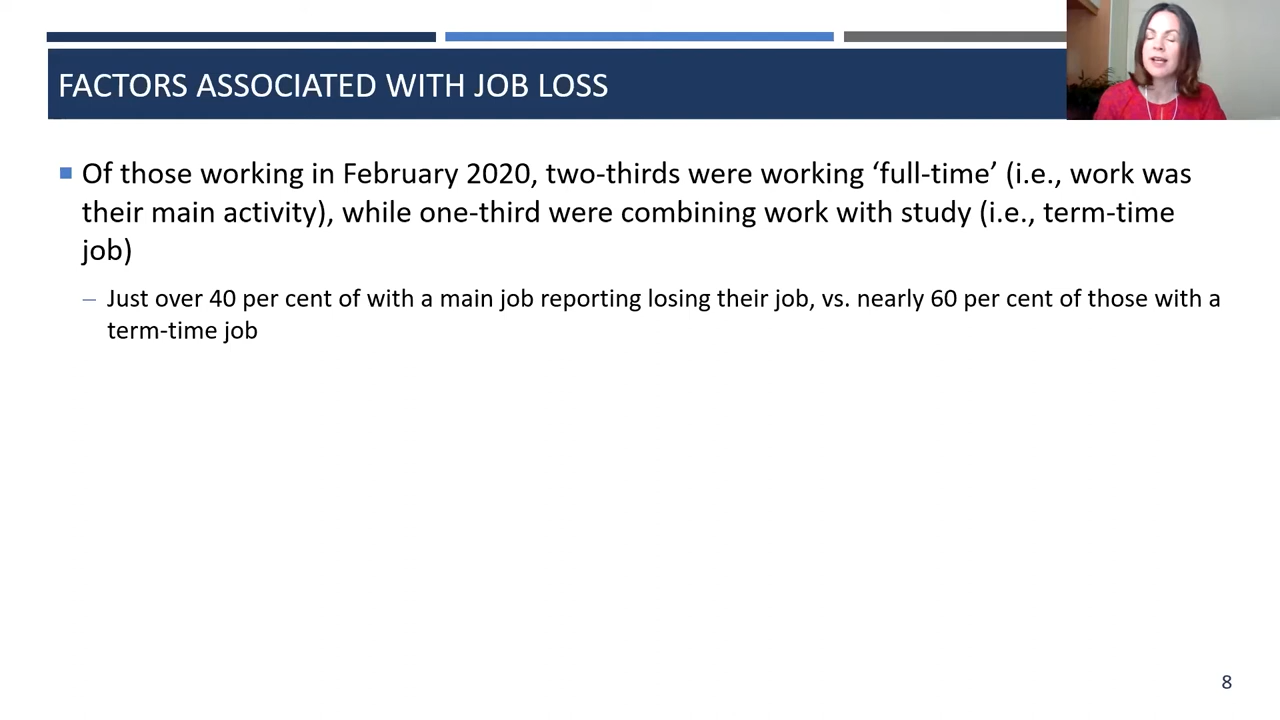 FACTORS ASSOCIATED WITH JOB LOSS
Of those working in February 2020, two-thirds were working ‘full-time’ (i.e., work was
their main activity), while one-third were combining work with study (i.e., term-time
job)
– Just over 40 per cent of with a main job reporting losing their job, vs. nearly 60 per cent of those with a
term-time job
8